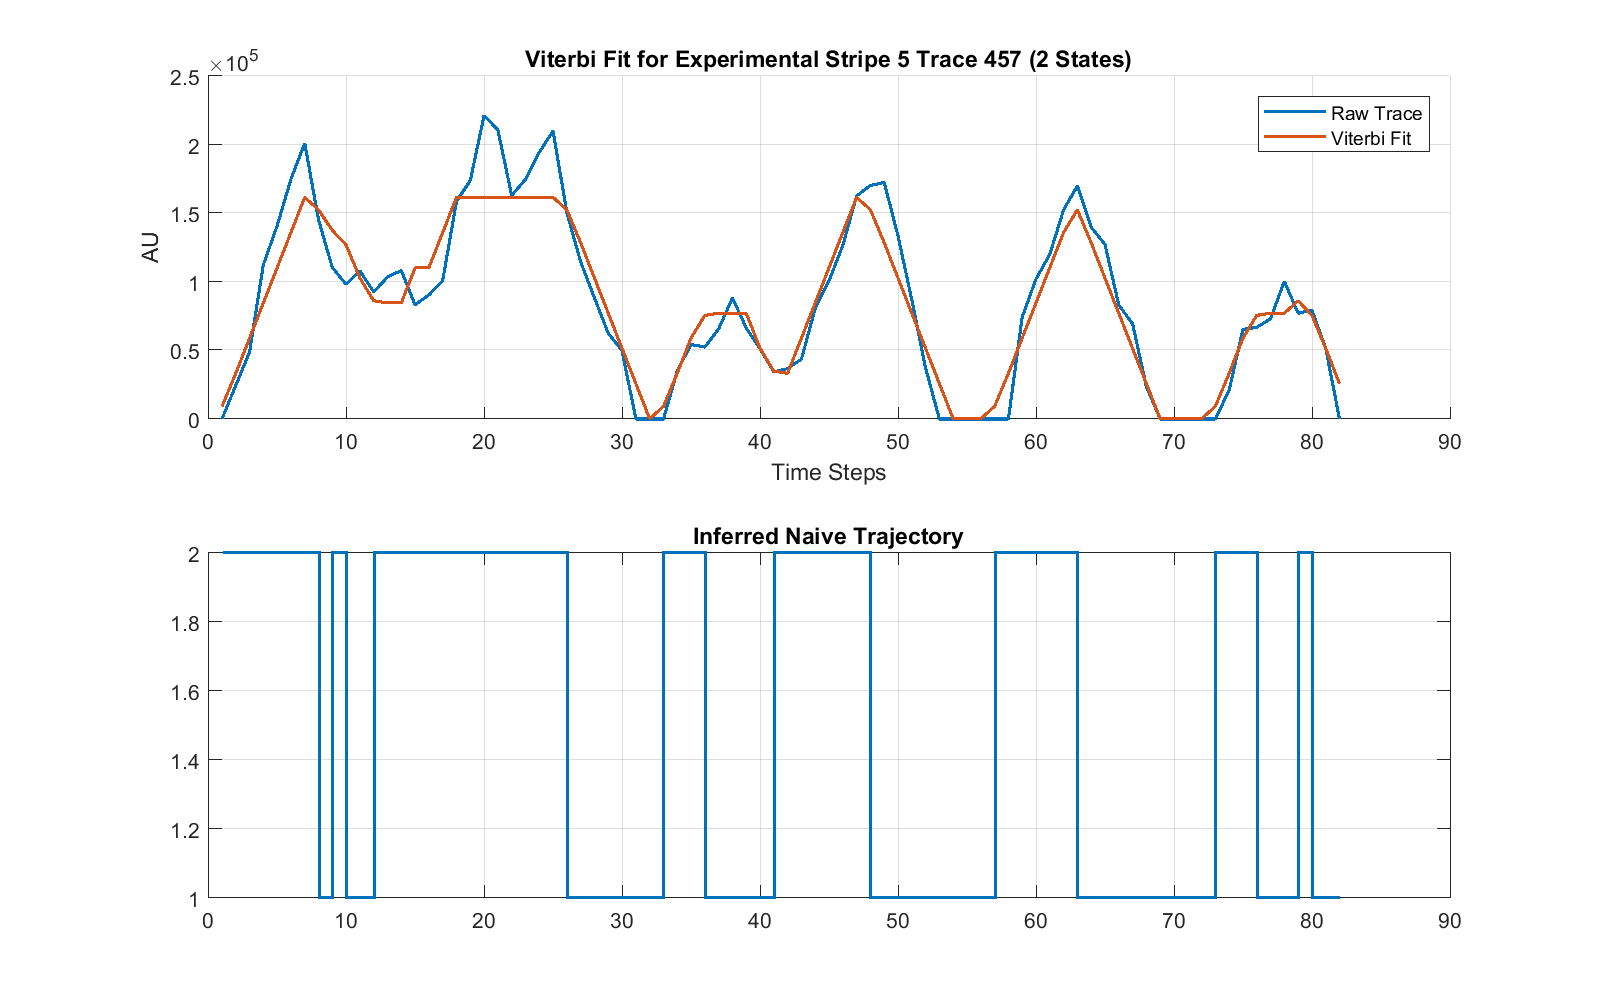 Viterbi Fit for Experimental Stripe 5 Trace 457 (2 States)
×10^5
2.5
2
1.5
1
0.5
0
AU
Raw Trace
Viterbi Fit
0 10 20 30 40 50 60 70 80 90
Time Steps
Inferred Naive Trajectory
2
1.8
1.6
1.4
1.2
1
0 10 20 30 40 50 60 70 80 90